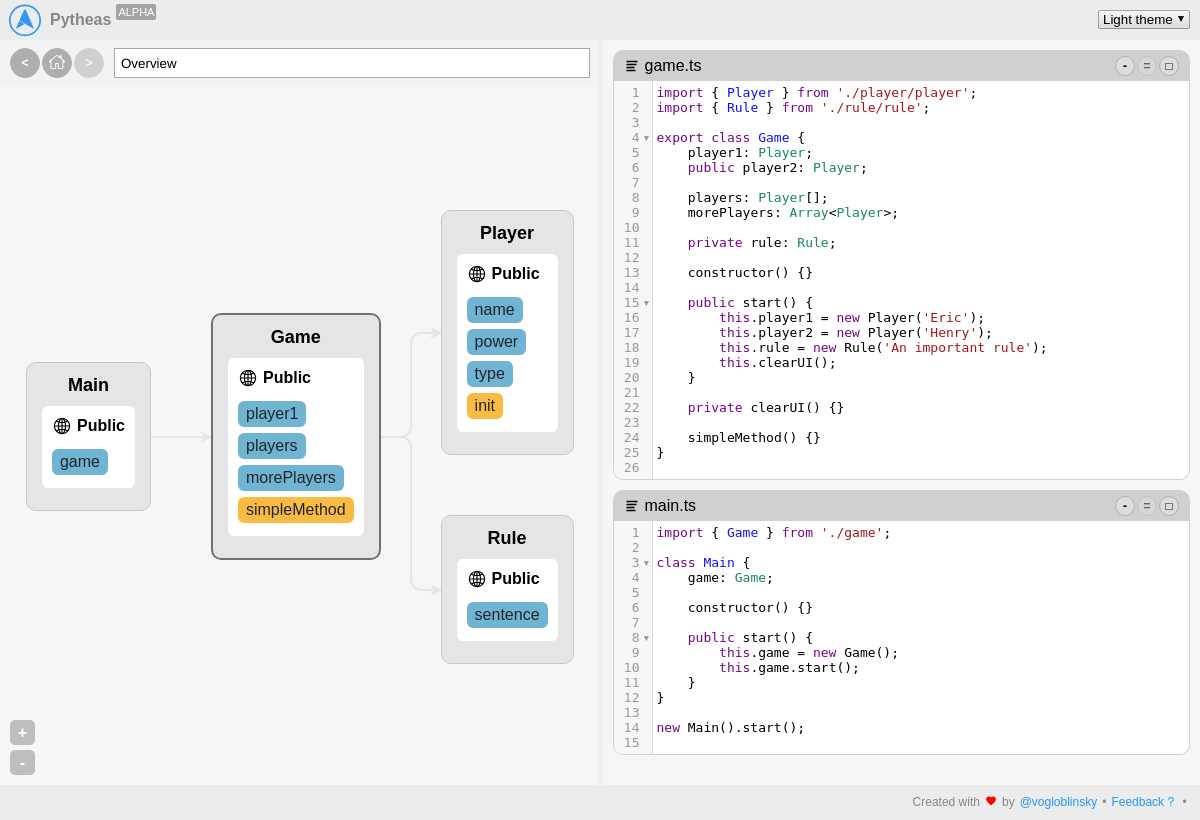 Pytheas ALPHA
Light theme ▼
< > Overview
Main
Public
game
Game
Public
player1
players
morePlayers
simpleMethod
Player
Public
name
power
type
init
Rule
Public
sentence
+
-
game.ts
- = □
1 import { Player } from './player/player';
2 import { Rule } from './rule/rule';
3
4 ▾ export class Game {
5     player1: Player;
6     public player2: Player;
7
8     players: Player[];
9     morePlayers: Array<Player>;
10
11     private rule: Rule;
12
13     constructor() {}
14
15 ▾     public start() {
16         this.player1 = new Player('Eric');
17         this.player2 = new Player('Henry');
18         this.rule = new Rule('An important rule');
19         this.clearUI();
20     }
21
22     private clearUI() {}
23
24     simpleMethod() {}
25 }
26
main.ts
- = □
1 import { Game } from './game';
2
3 ▾ class Main {
4     game: Game;
5
6     constructor() {}
7
8 ▾     public start() {
9         this.game = new Game();
10         this.game.start();
11     }
12 }
13
14 new Main().start();
15
Created with ♥ by @vogloblinsky • Feedback ? •